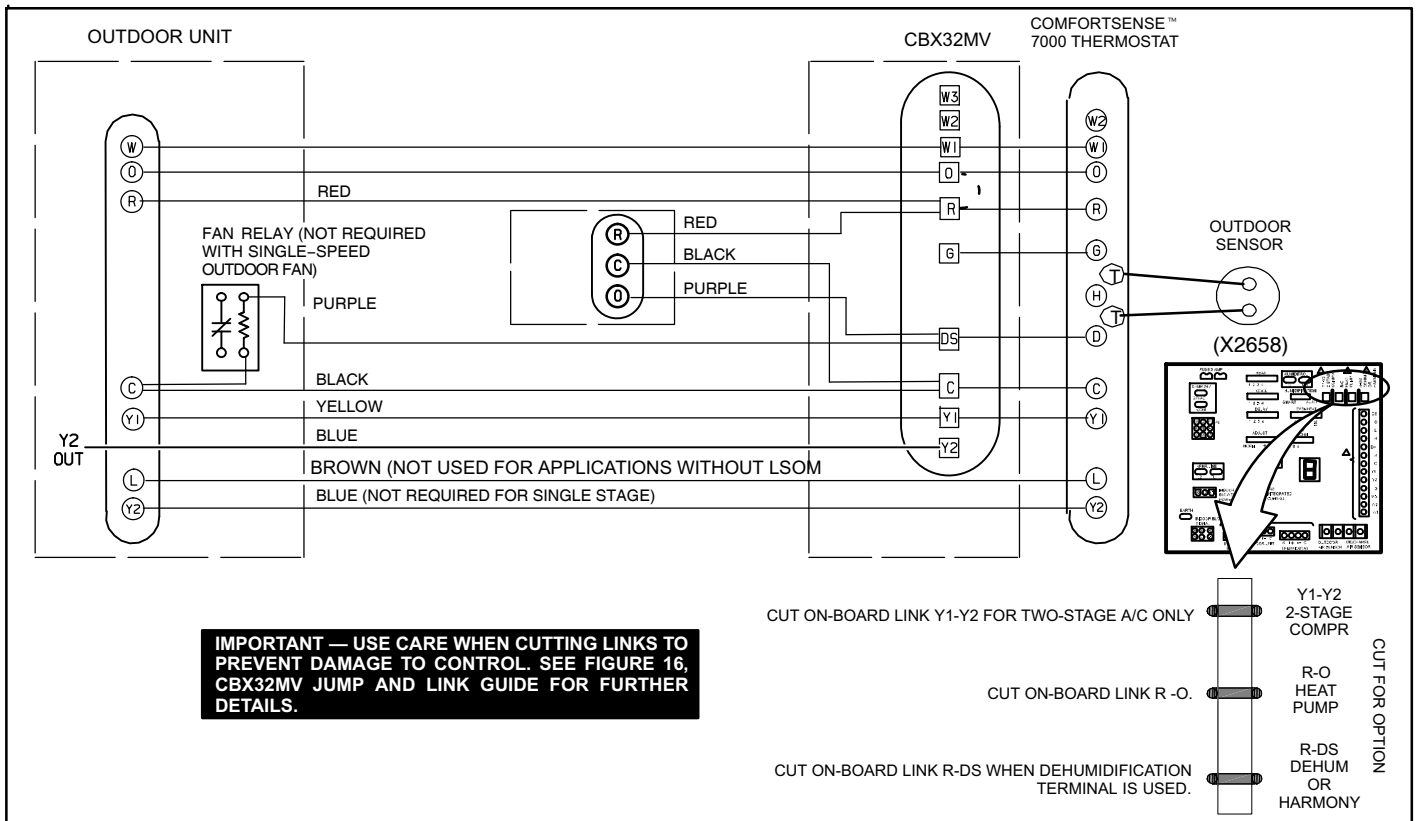 OUTDOOR UNIT
CBX32MV
COMFORTSENSE™
7000 THERMOSTAT
W3
W2
W2
W
W1
W1
O
O
O
R
RED
R
R
FAN RELAY (NOT REQUIRED
WITH SINGLE–SPEED
OUTDOOR FAN)
PURPLE
R
RED
C
BLACK
O
PURPLE
G
G
T
H
T
OUTDOOR
SENSOR
DS
D
(X2658)
C
BLACK
C
C
Y1
YELLOW
Y1
Y1
Y2
OUT
BLUE
Y2
L
BROWN (NOT USED FOR APPLICATIONS WITHOUT LSOM
L
Y2
BLUE (NOT REQUIRED FOR SINGLE STAGE)
Y2
IMPORTANT — USE CARE WHEN CUTTING LINKS TO
PREVENT DAMAGE TO CONTROL. SEE FIGURE 16,
CBX32MV JUMP AND LINK GUIDE FOR FURTHER
DETAILS.
CUT ON-BOARD LINK Y1-Y2 FOR TWO-STAGE A/C ONLY
Y1-Y2
2-STAGE
COMPR
CUT ON-BOARD LINK R -O.
R-O
HEAT
PUMP
CUT ON-BOARD LINK R-DS WHEN DEHUMIDIFICATION
TERMINAL IS USED.
R-DS
DEHUM
OR
HARMONY
CUT FOR OPTION